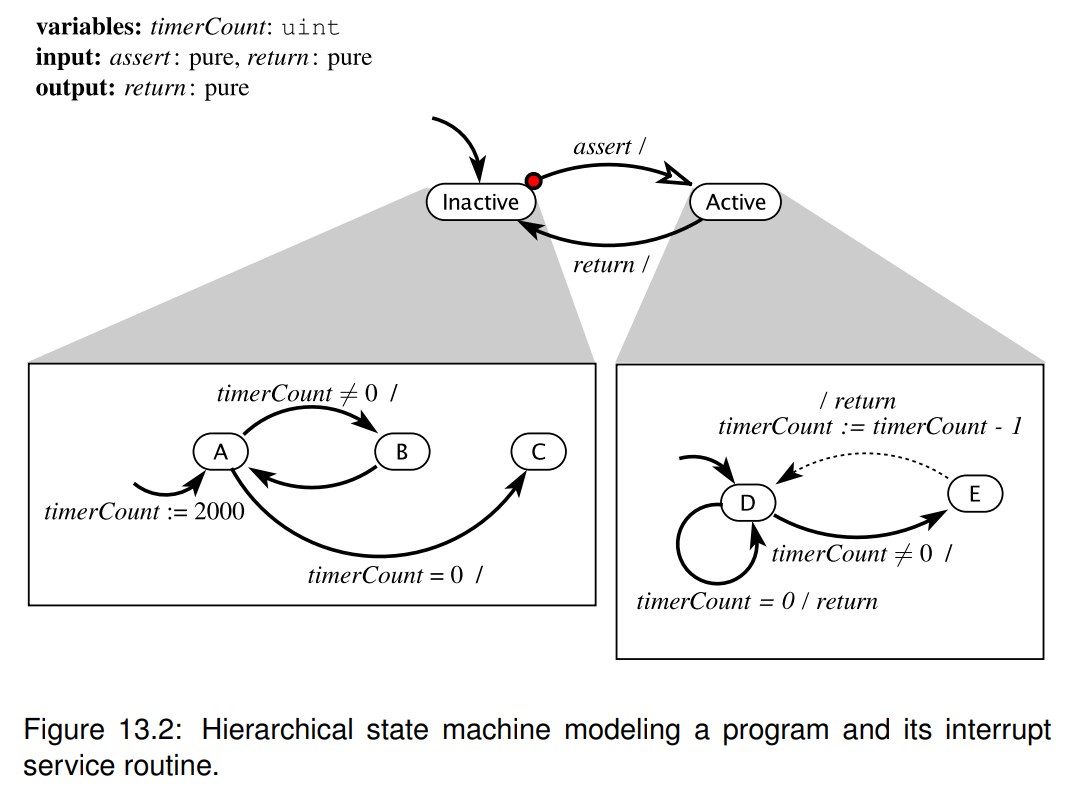 variables: timerCount: uint
input: assert: pure, return: pure
output: return: pure
assert /
Inactive
Active
return /
timerCount ≠ 0 /
A
B
C
timerCount := 2000
timerCount = 0 /
/ return
timerCount := timerCount - 1
D
E
timerCount ≠ 0 /
timerCount = 0 / return
Figure 13.2: Hierarchical state machine modeling a program and its interrupt
service routine.